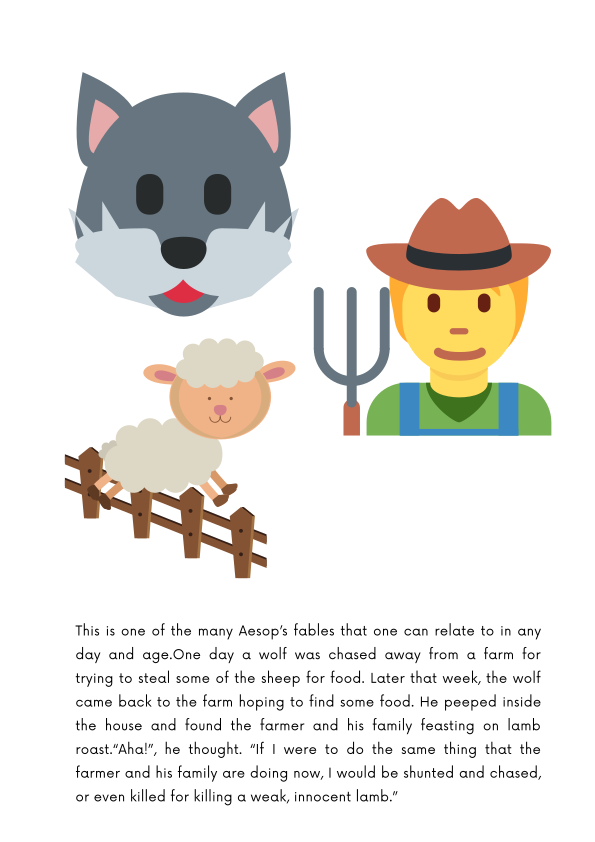 This is one of the many Aesop's fables that one can relate to in any
day and age.One day a wolf was chased away from a farm for
trying to steal some of the sheep for food. Later that week, the wolf
came back to the farm hoping to find some food. He peeped inside
the house and found the farmer and his family feasting on lamb
roast.“Aha!”, he thought. “If I were to do the same thing that the
farmer and his family are doing now, I would be shunted and chased,
or even killed for killing a weak, innocent lamb.”